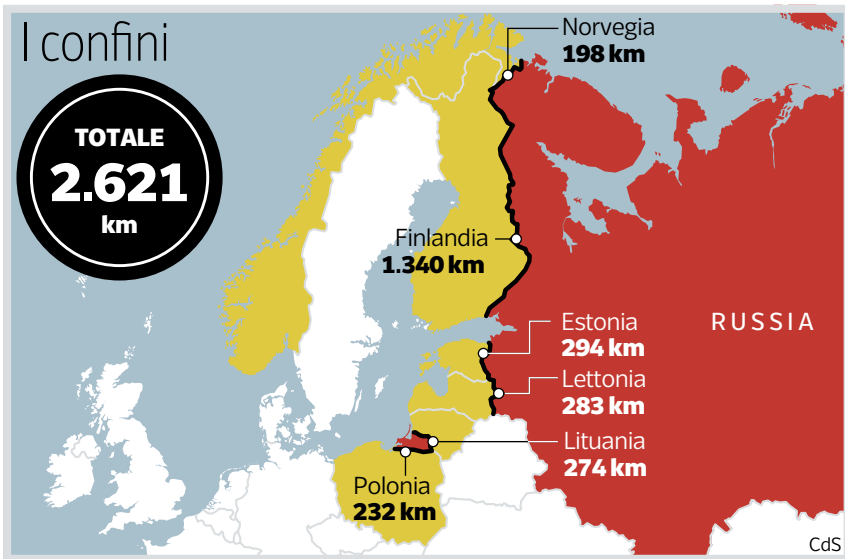 I confini
TOTALE
2.621
km
Norvegia
198 km
Finlandia
1.340 km
Estonia
294 km
RUSSIA
Lettonia
283 km
Lituania
274 km
Polonia
232 km
CdS